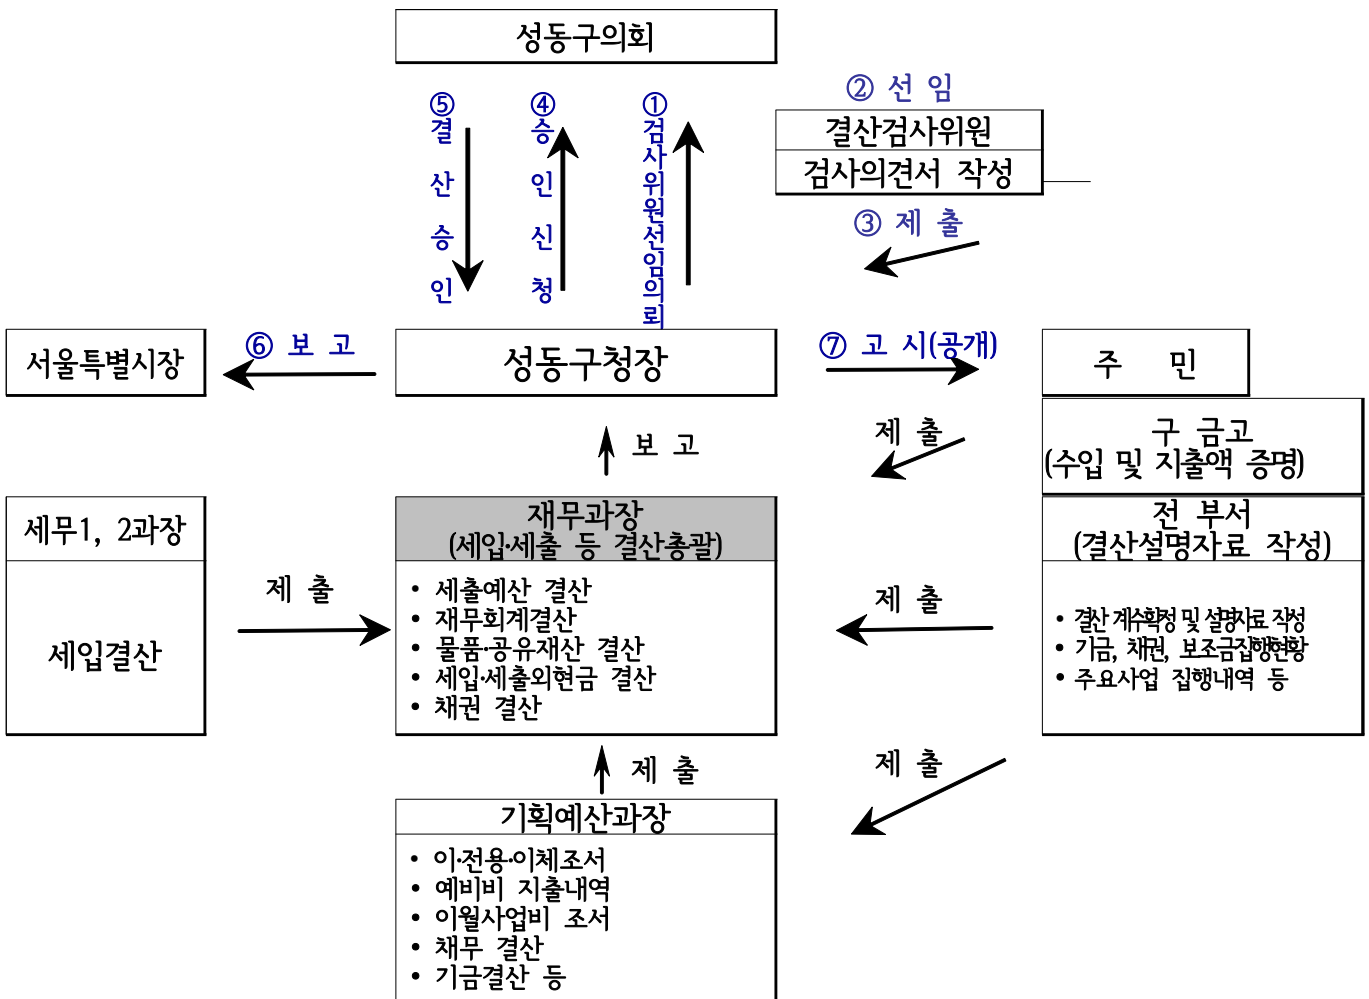 성동구의회
② 선 임
⑤ 결 산 승 인
④ 승 인 신 청
① 검사위원선임의뢰
결산검사위원
검사의견서 작성
③ 제 출
서울특별시장
⑥ 보 고
성동구청장
⑦ 고 시(공개)
주 민
제 출
보 고
구 금고
(수입 및 지출액 증명)
세무1, 2과장
세입결산
제 출
재무과장
(세입·세출 등 결산총괄)
• 세출예산 결산
• 재무회계결산
• 물품·공유재산 결산
• 세입·세출외현금 결산
• 채권 결산
제 출
전 부서
(결산설명자료 작성)
• 결산 계수확정 및 설명자료 작성
• 기금, 채권, 보조금집행현황
• 주요사업 집행내역 등
제 출
제 출
기획예산과장
• 이·전용·이체조서
• 예비비 지출내역
• 이월사업비 조서
• 채무 결산
• 기금결산 등